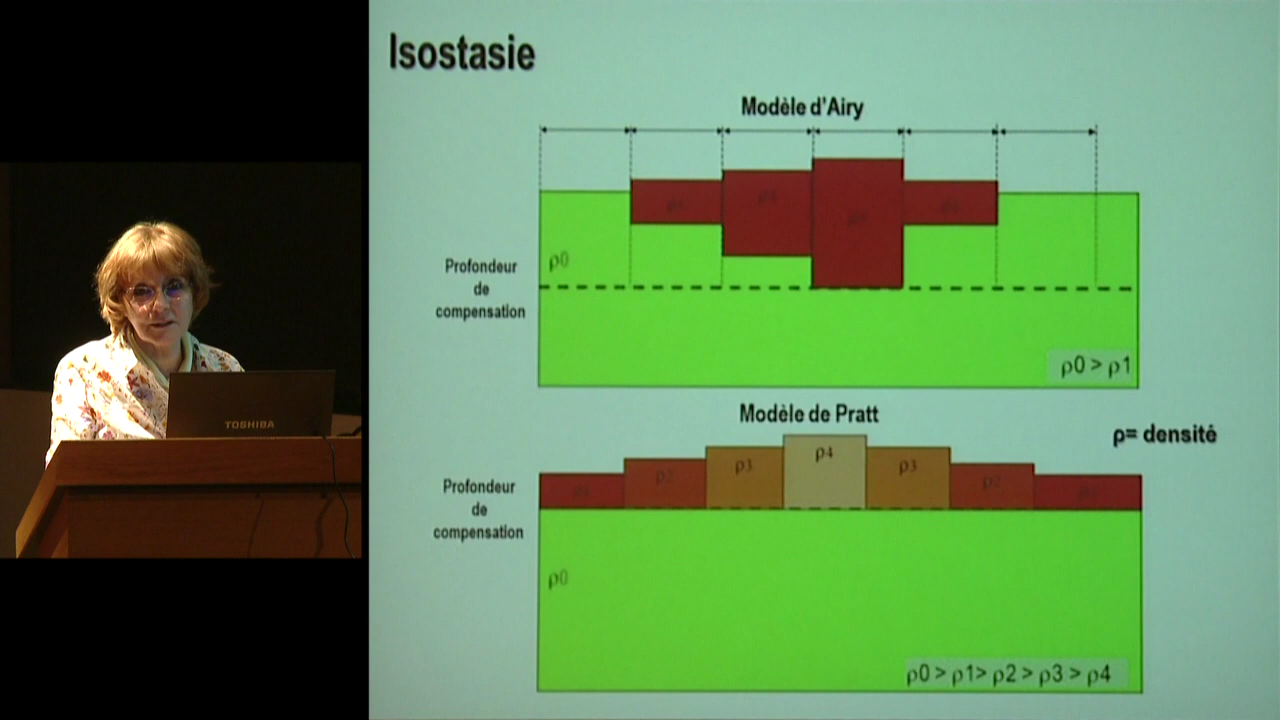 Isostasie
Modèle d'Airy
ρ0
Profondeur
de
compensation
ρ0 > ρ1
Modèle de Pratt
ρ= densité
ρ4
ρ3
ρ3
ρ2
ρ2
Profondeur
de
compensation
ρ0
ρ0 > ρ1> ρ2 > ρ3 > ρ4
TOSHIBA